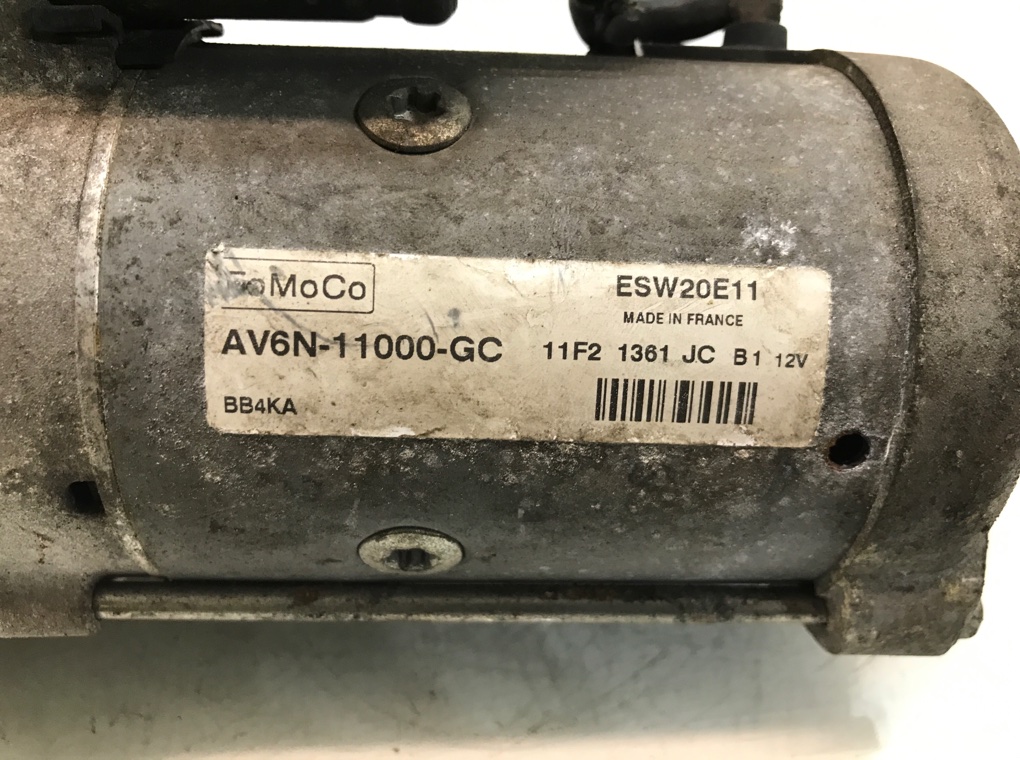 FoMoCo
ESW20E11
MADE IN FRANCE
AV6N-11000-GC 11F2 1361 JC B1 12V
BB4KA